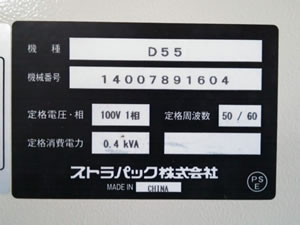 機種 D55
機械番号 14007891604
定格電圧・相 100V 1相 定格周波数 50 / 60
定格消費電力 0.4 kVA
ストラパック株式会社
MADE IN CHINA
PS
E